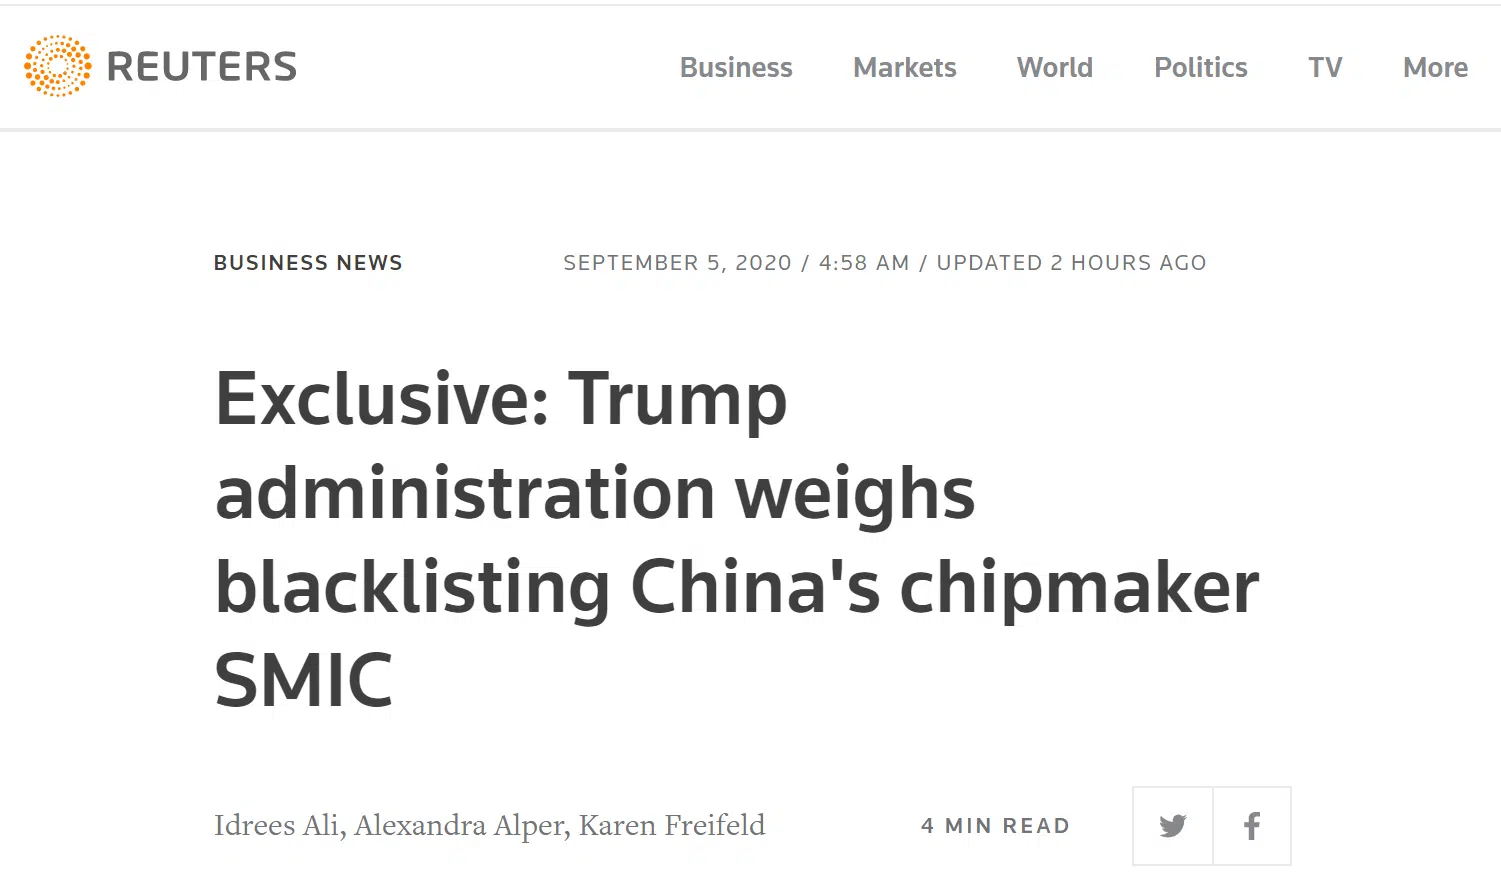 REUTERS Business Markets World Politics TV More
BUSINESS NEWS SEPTEMBER 5, 2020 / 4:58 AM / UPDATED 2 HOURS AGO
Exclusive: Trump
administration weighs
blacklisting China's chipmaker
SMIC
Idrees Ali, Alexandra Alper, Karen Freifeld 4 MIN READ